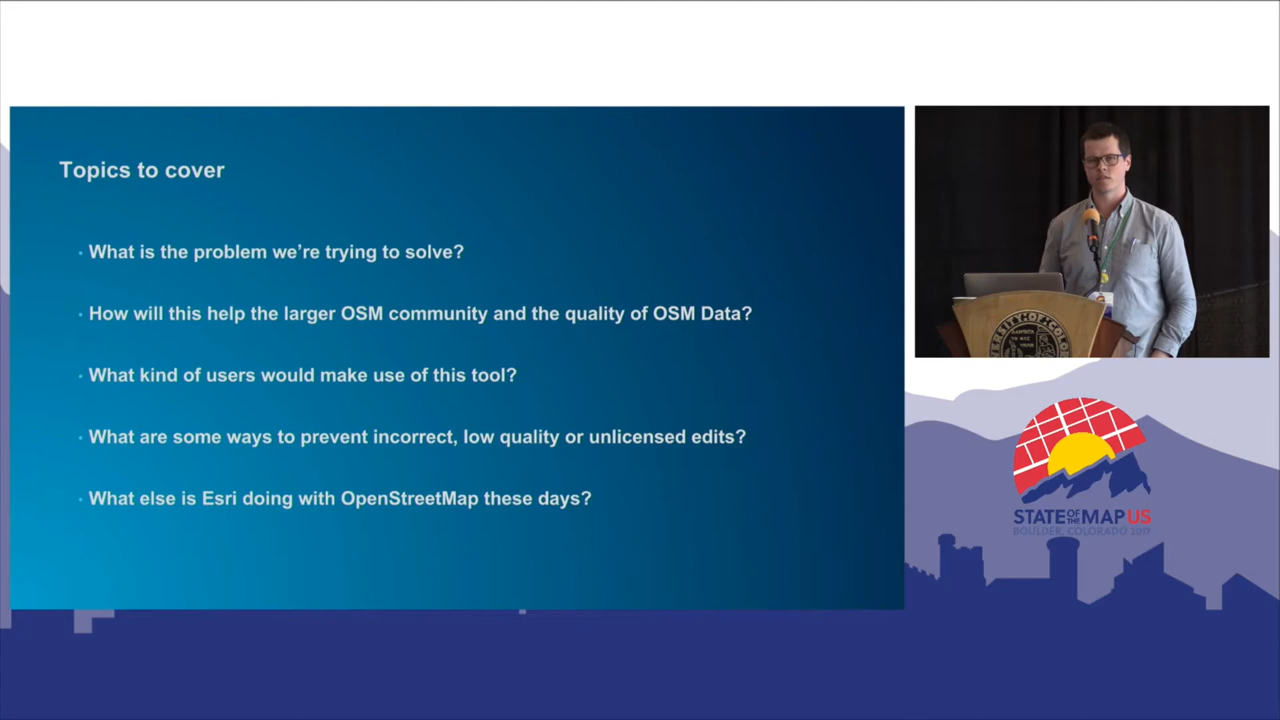 Topics to cover
• What is the problem we’re trying to solve?
• How will this help the larger OSM community and the quality of OSM Data?
• What kind of users would make use of this tool?
• What are some ways to prevent incorrect, low quality or unlicensed edits?
• What else is Esri doing with OpenStreetMap these days?
STATE OF THE MAP US
BOULDER, COLORADO 2017